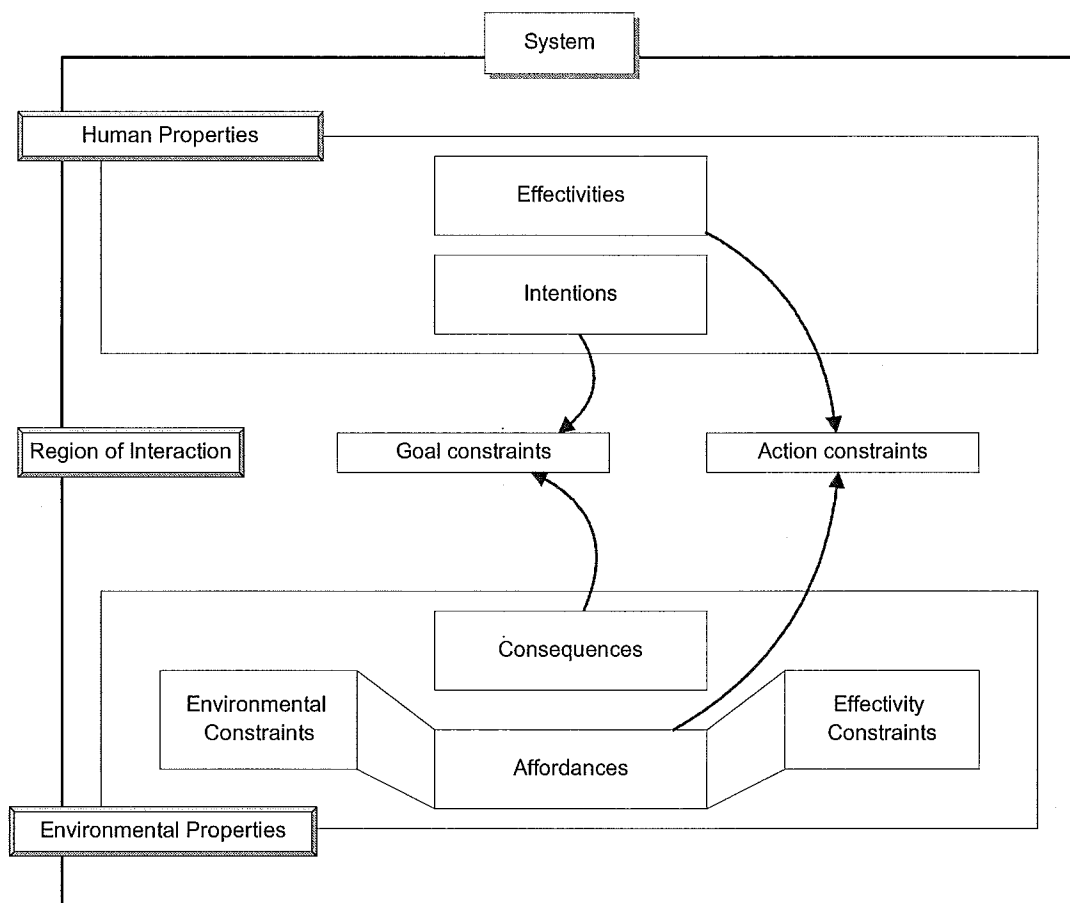 System
Human Properties
Effectivities
Intentions
Region of Interaction
Goal constraints
Action constraints
Consequences
Environmental
Constraints
Effectivity
Constraints
Affordances
Environmental Properties